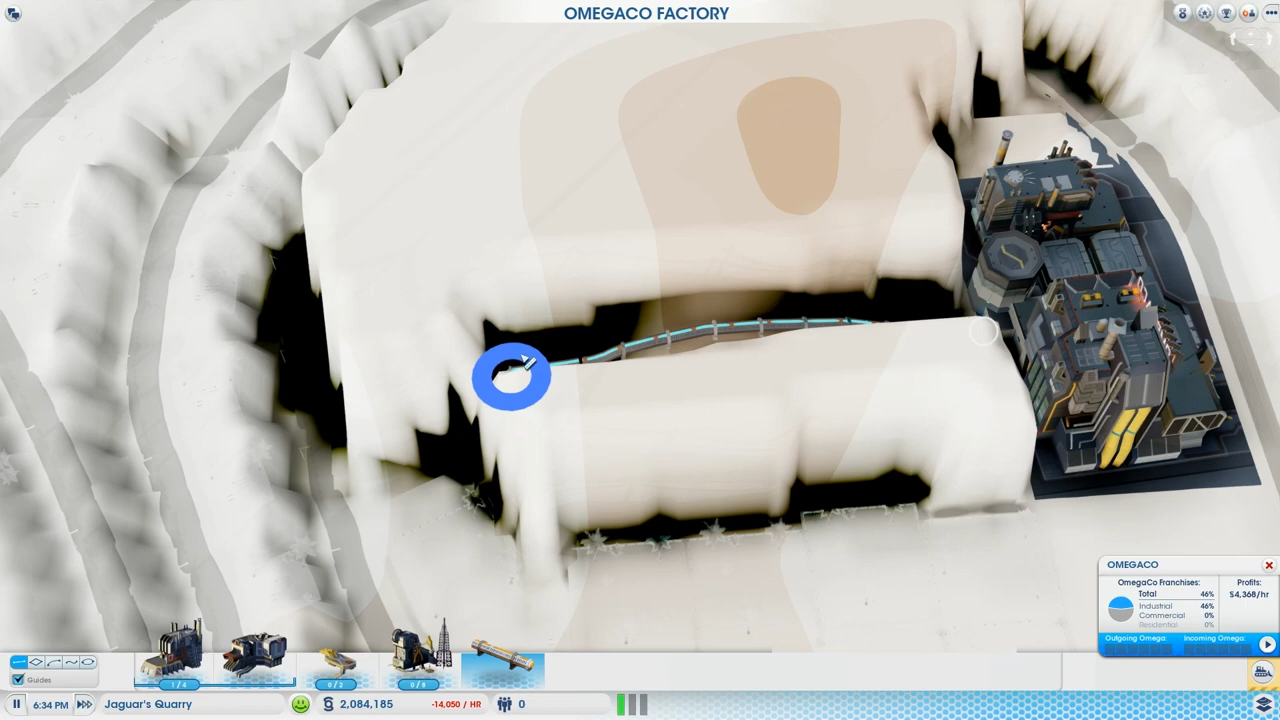 OMEGACO FACTORY
OMEGACO
OmegaCo Franchises:
Profits:
Total 46%
S4,368/hr
Industrial 46%
Commercial 0%
Residential 0%
Outgoing Omega:
Incoming Omega:
Guides
1 / 4
0 / 2
0 / 8
6:34 PM
Jaguar's Quarry
2,084,185
-14,050 / HR
0